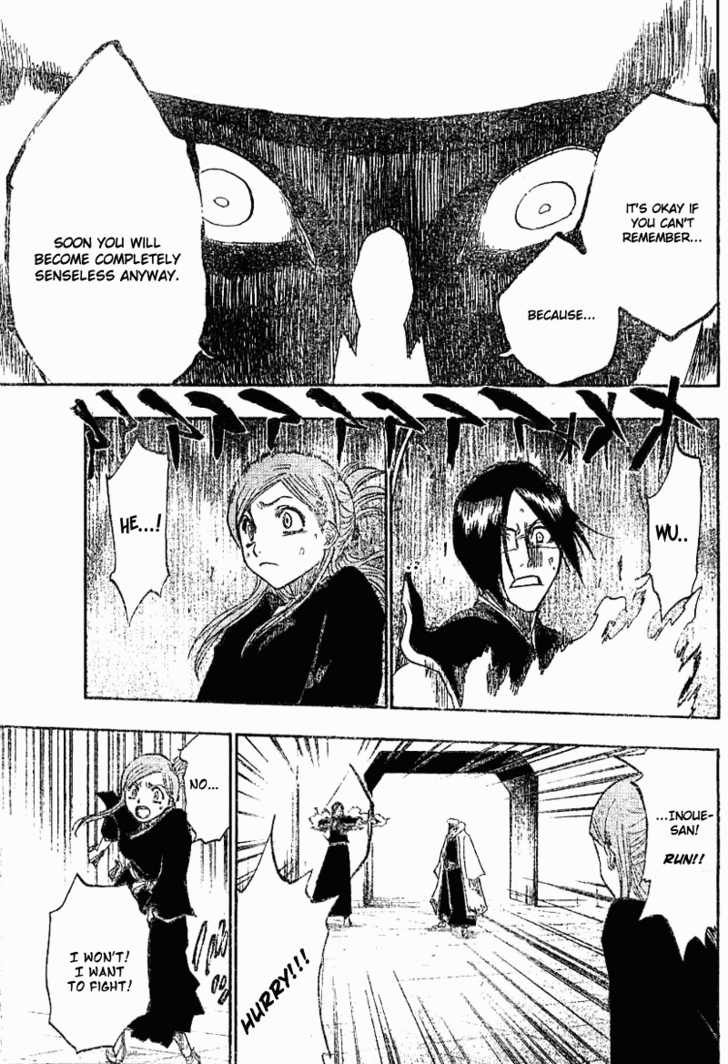 IT'S OKAY IF
YOU CAN'T
REMEMBER...
BECAUSE...
SOON YOU WILL
BECOME COMPLETELY
SENSELESS ANYWAY.
WU..
HE...!
...INOUE-
SAN!
RUN!!
HURRY!!!
NO...
I WON'T!
I WANT
TO FIGHT!